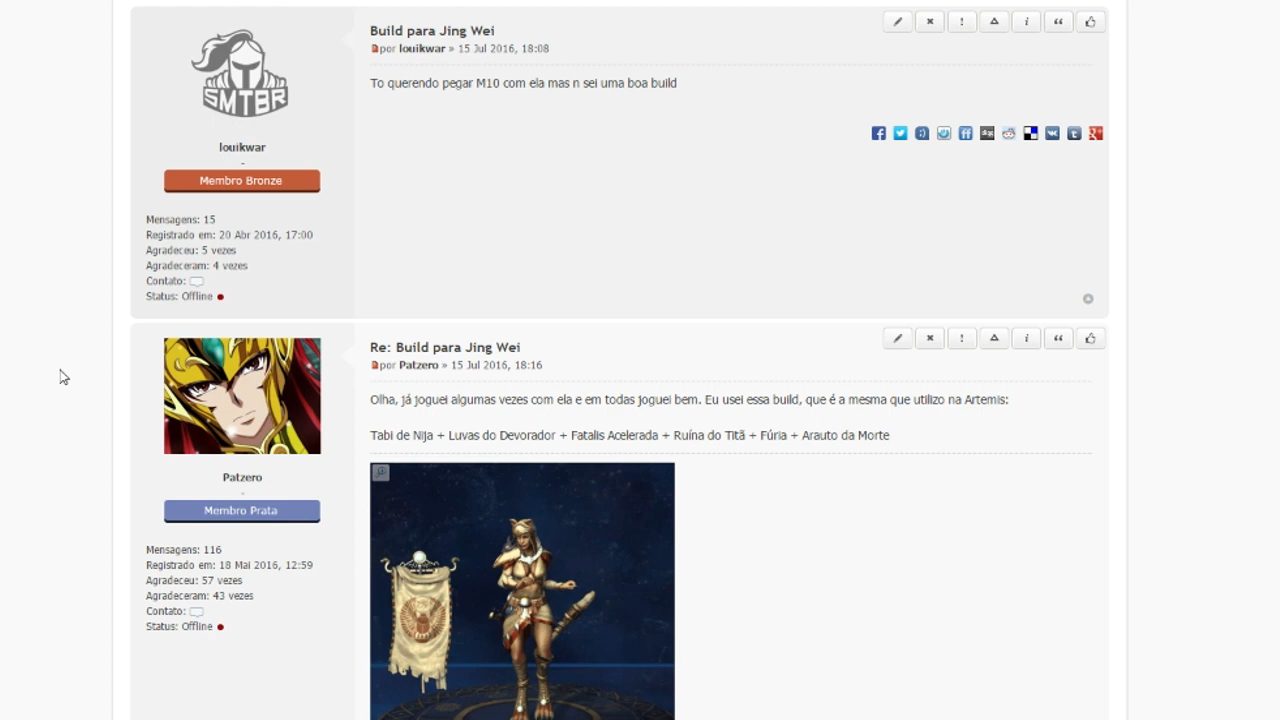 SMTBR
louikwar
-
Membro Bronze
Mensagens: 15
Registrado em: 20 Abr 2016, 17:00
Agradeceu: 5 vezes
Agradeceram: 4 vezes
Contato:
Status: Offline
Build para Jing Wei
por louikwar » 15 Jul 2016, 18:08
To querendo pegar M10 com ela mas n sei uma boa build
Patzero
-
Membro Prata
Mensagens: 116
Registrado em: 18 Mai 2016, 12:59
Agradeceu: 57 vezes
Agradeceram: 43 vezes
Contato:
Status: Offline
Re: Build para Jing Wei
por Patzero » 15 Jul 2016, 18:16
Olha, já joguei algumas vezes com ela e em todas joguei bem. Eu usei essa build, que é a mesma que utilizo na Artemis:
Tabi de Nija + Luvas do Devorador + Fatalis Acelerada + Ruína do Titã + Fúria + Arauto da Morte